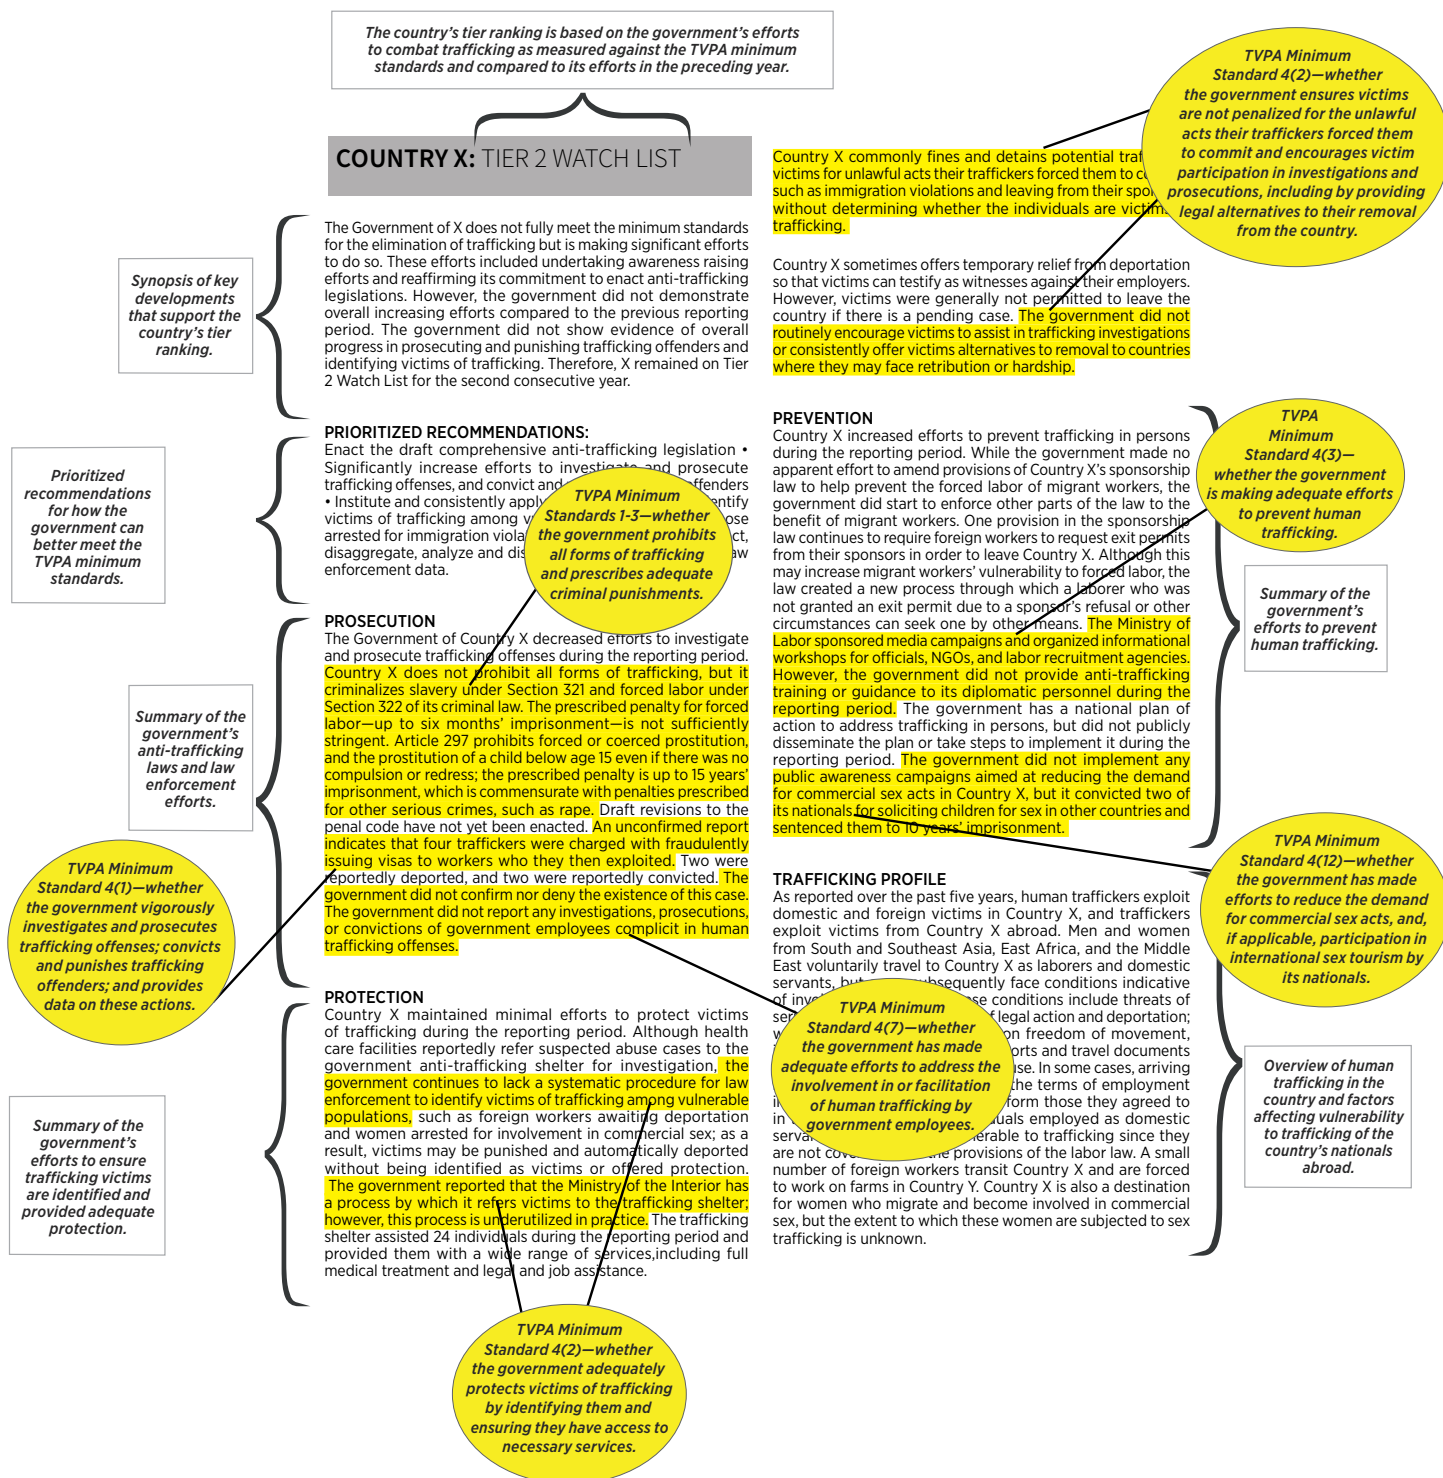 The country's tier ranking is based on the government's efforts
to combat trafficking as measured against the TVPA minimum
standards and compared to its efforts in the preceding year.
COUNTRY X: TIER 2 WATCH LIST
Synopsis of key
developments
that support the
country's tier
ranking.
The Government of X does not fully meet the minimum standards
for the elimination of trafficking but is making significant efforts
to do so. These efforts included undertaking awareness raising
efforts and reaffirming its commitment to enact anti-trafficking
legislations. However, the government did not demonstrate
overall increasing efforts compared to the previous reporting
period. The government did not show evidence of overall
progress in prosecuting and punishing trafficking offenders and
identifying victims of trafficking. Therefore, X remained on Tier
2 Watch List for the second consecutive year.
Prioritized
recommendations
for how the
government can
better meet the
TVPA minimum
standards.
PRIORITIZED RECOMMENDATIONS:
Enact the draft comprehensive anti-trafficking legislation •
Significantly increase efforts to investigate and prosecute
trafficking offenses, and convict and offenders
• Institute and consistently apply
victims of trafficking among
arrested for immigration
disaggregate, analyze and
enforcement data.
TVPA Minimum
Standards 1-3—whether
the government prohibits
all forms of trafficking
and prescribes adequate
criminal punishments.
Summary of the
government's
anti-trafficking
laws and law
enforcement
efforts.
PROSECUTION
The Government of Country X decreased efforts to investigate
and prosecute trafficking offenses during the reporting period.
Country X does not prohibit all forms of trafficking, but it
criminalizes slavery under Section 321 and forced labor under
Section 322 of its criminal law. The prescribed penalty for forced
labor—up to six months' imprisonment—is not sufficiently
stringent. Article 297 prohibits forced or coerced prostitution,
and the prostitution of a child below age 15 even if there was no
compulsion or redress; the prescribed penalty is up to 15 years'
imprisonment, which is commensurate with penalties prescribed
for other serious crimes, such as rape. Draft revisions to the
penal code have not yet been enacted. An unconfirmed report
indicates that four traffickers were charged with fraudulently
issuing visas to workers who they then exploited. Two were
reportedly deported, and two were reportedly convicted. The
government did not confirm nor deny the existence of this case.
The government did not report any investigations, prosecutions,
or convictions of government employees complicit in human
trafficking offenses.
TVPA Minimum
Standard 4(1)—whether
the government vigorously
investigates and prosecutes
trafficking offenses; convicts
and punishes trafficking
offenders; and provides
data on these actions.
Summary of the
government's
efforts to ensure
trafficking victims
are identified and
provided adequate
protection.
PROTECTION
Country X maintained minimal efforts to protect victims
of trafficking during the reporting period. Although health
care facilities reportedly refer suspected abuse cases to the
government anti-trafficking shelter for investigation, the
government continues to lack a systematic procedure for law
enforcement to identify victims of trafficking among vulnerable
populations, such as foreign workers awaiting deportation
and women arrested for involvement in commercial sex; as a
result, victims may be punished and automatically deported
without being identified as victims or offered protection.
The government reported that the Ministry of the Interior has
a process by which it refers victims to the trafficking shelter;
however, this process is underutilized in practice. The trafficking
shelter assisted 24 individuals during the reporting period and
provided them with a wide range of services,including full
medical treatment and legal and job assistance.
TVPA Minimum
Standard 4(2)—whether
the government adequately
protects victims of trafficking
by identifying them and
ensuring they have access to
necessary services.
Country X commonly fines and detains potential
victims for unlawful acts their traffickers forced them to
such as immigration violations and leaving from their
without determining whether the individuals are
trafficking.
Country X sometimes offers temporary relief from deportation
so that victims can testify as witnesses against their employers.
However, victims were generally not permitted to leave the
country if there is a pending case. The government did not
routinely encourage victims to assist in trafficking investigations
or consistently offer victims alternatives to removal to countries
where they may face retribution or hardship.
TVPA Minimum
Standard 4(2)—whether
the government ensures victims
are not penalized for the unlawful
acts their traffickers forced them
to commit and encourages victim
participation in investigations and
prosecutions, including by providing
legal alternatives to their removal
from the country.
PREVENTION
Country X increased efforts to prevent trafficking in persons
during the reporting period. While the government made no
apparent effort to amend provisions of Country X's sponsorship
law to help prevent the forced labor of migrant workers, the
government did start to enforce other parts of the law to the
benefit of migrant workers. One provision in the sponsorship
law continues to require foreign workers to request exit permits
from their sponsors in order to leave Country X. Although this
may increase migrant workers' vulnerability to forced labor, the
law created a new process through which a laborer who was
not granted an exit permit due to a sponsor's refusal or other
circumstances can seek one by other means. The Ministry of
Labor sponsored media campaigns and organized informational
workshops for officials, NGOs, and labor recruitment agencies.
However, the government did not provide anti-trafficking
training or guidance to its diplomatic personnel during the
reporting period. The government has a national plan of
action to address trafficking in persons, but did not publicly
disseminate the plan or take steps to implement it during the
reporting period. The government did not implement any
public awareness campaigns aimed at reducing the demand
for commercial sex acts in Country X, but it convicted two of
its nationals for soliciting children for sex in other countries and
sentenced them to 10 years' imprisonment.
TVPA
Minimum
Standard 4(3)—
whether the government
is making adequate efforts
to prevent human
trafficking.
Summary of the
government's
efforts to prevent
human trafficking.
TVPA Minimum
Standard 4(12)—whether
the government has made
efforts to reduce the demand
for commercial sex acts, and,
if applicable, participation in
international sex tourism by
its nationals.
TRAFFICKING PROFILE
As reported over the past five years, human traffickers exploit
domestic and foreign victims in Country X, and traffickers
exploit victims from Country X abroad. Men and women
from South and Southeast Asia, East Africa, and the Middle
East voluntarily travel to Country X as laborers and domestic
servants, but subsequently face conditions indicative
of conditions include threats of
legal action and deportation;
on freedom of movement,
and travel documents
In some cases, arriving
the terms of employment
those they agreed to
in employed as domestic
to trafficking since they
are not the provisions of the labor law. A small
number of foreign workers transit Country X and are forced
to work on farms in Country Y. Country X is also a destination
for women who migrate and become involved in commercial
sex, but the extent to which these women are subjected to sex
trafficking is unknown.
TVPA Minimum
Standard 4(7)—whether
the government has made
adequate efforts to address the
involvement in or facilitation
of human trafficking by
government employees.
Overview of human
trafficking in the
country and factors
affecting vulnerability
to trafficking of the
country's nationals
abroad.